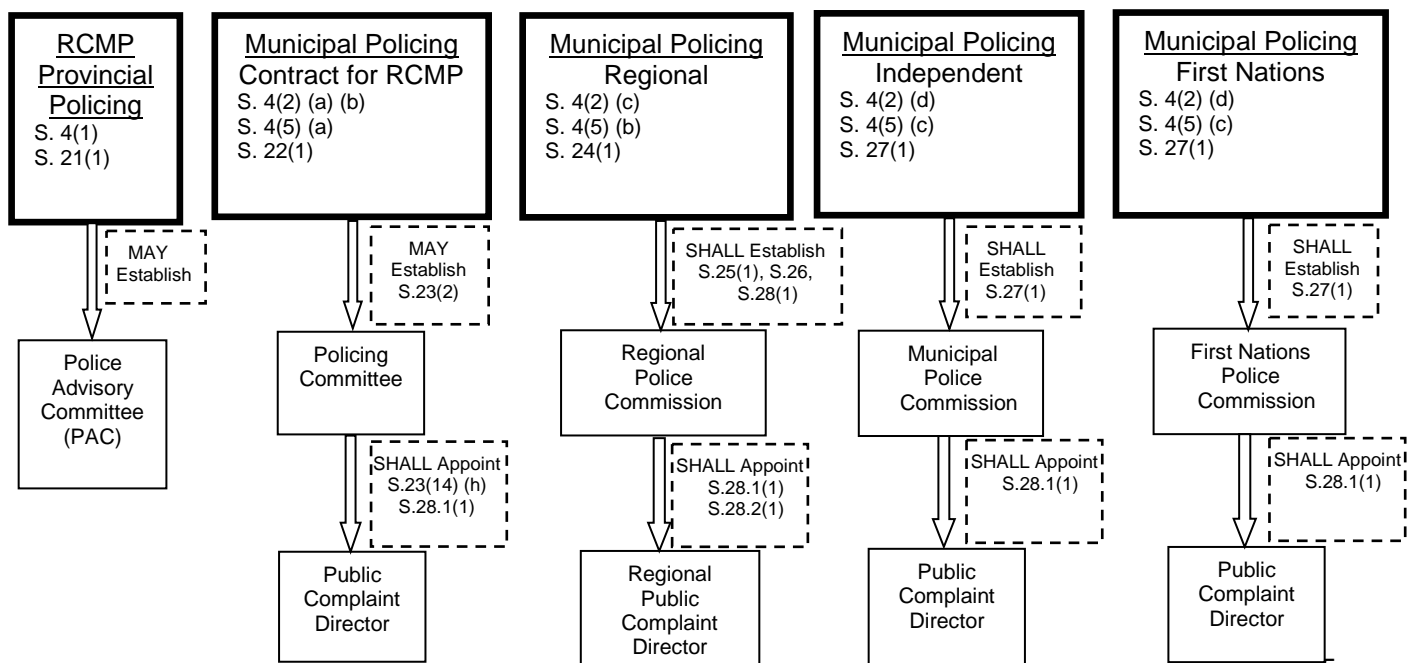 RCMP
Provincial
Policing
S. 4(1)
S. 21(1)
MAY
Establish
Police
Advisory
Committee
(PAC)
Municipal Policing
Contract for RCMP
S. 4(2) (a) (b)
S. 4(5) (a)
S. 22(1)
MAY
Establish
S.23(2)
Policing
Committee
SHALL Appoint
S.23(14) (h)
S.28.1(1)
Public
Complaint
Director
Municipal Policing
Regional
S. 4(2) (c)
S. 4(5) (b)
S. 24(1)
SHALL Establish
S.25(1), S.26,
S.28(1)
Regional
Police
Commission
SHALL Appoint
S.28.1(1)
S.28.2(1)
Regional
Public
Complaint
Director
Municipal Policing
Independent
S. 4(2) (d)
S. 4(5) (c)
S. 27(1)
SHALL
Establish
S.27(1)
Municipal
Police
Commission
SHALL Appoint
S.28.1(1)
Public
Complaint
Director
Municipal Policing
First Nations
S. 4(2) (d)
S. 4(5) (c)
S. 27(1)
SHALL
Establish
S.27(1)
First Nations
Police
Commission
SHALL Appoint
S.28.1(1)
Public
Complaint
Director